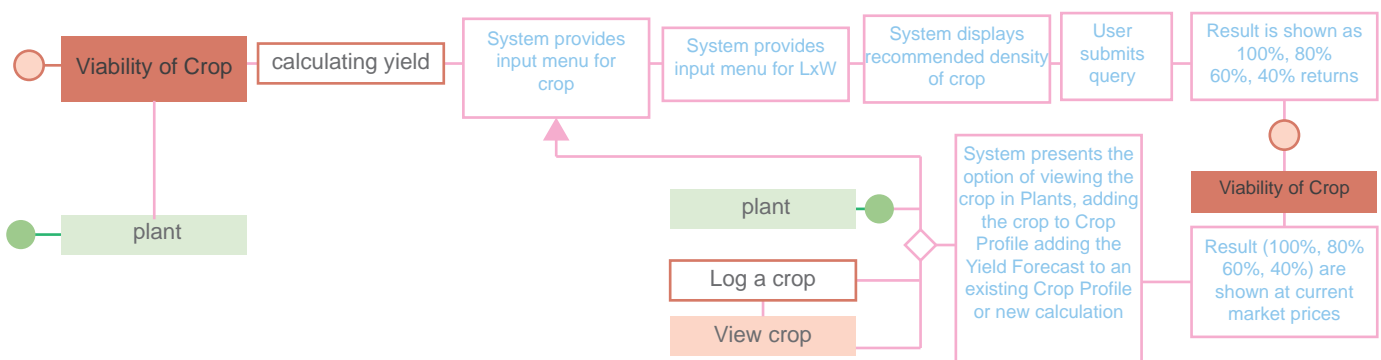 Viability of Crop
calculating yield
System provides
input menu for
crop
System provides
input menu for LxW
System displays
recommended density
of crop
User
submits
query
Result is shown as
100%, 80%
60%, 40% returns
plant
plant
Log a crop
View crop
System presents the
option of viewing the
crop in Plants, adding
the crop to Crop
Profile adding the
Yield Forecast to an
existing Crop Profile
or new calculation
Viability of Crop
Result (100%, 80%
60%, 40%) are
shown at current
market prices